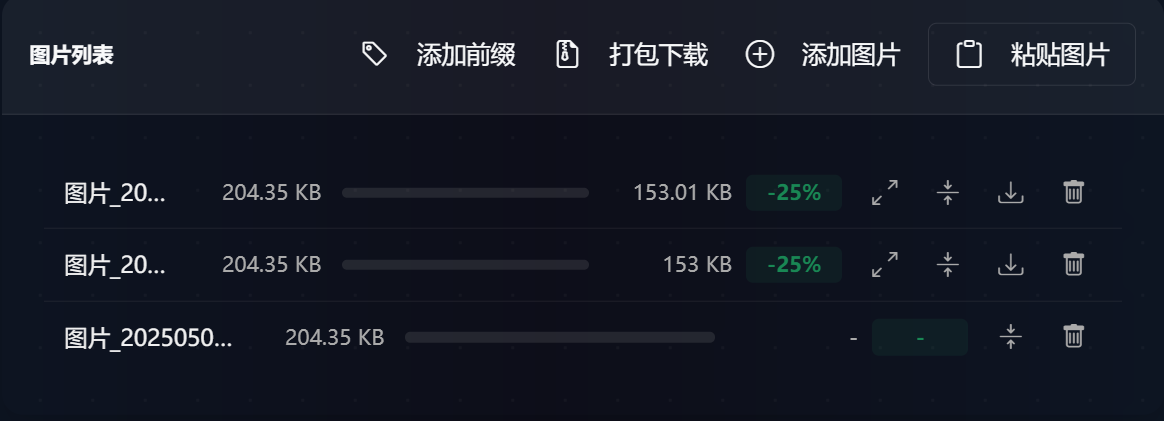 图片列表 添加前缀 打包下载 添加图片 粘贴图片
图片_20... 204.35 KB 153.01 KB -25%
图片_20... 204.35 KB 153 KB -25%
图片_2025050... 204.35 KB - -